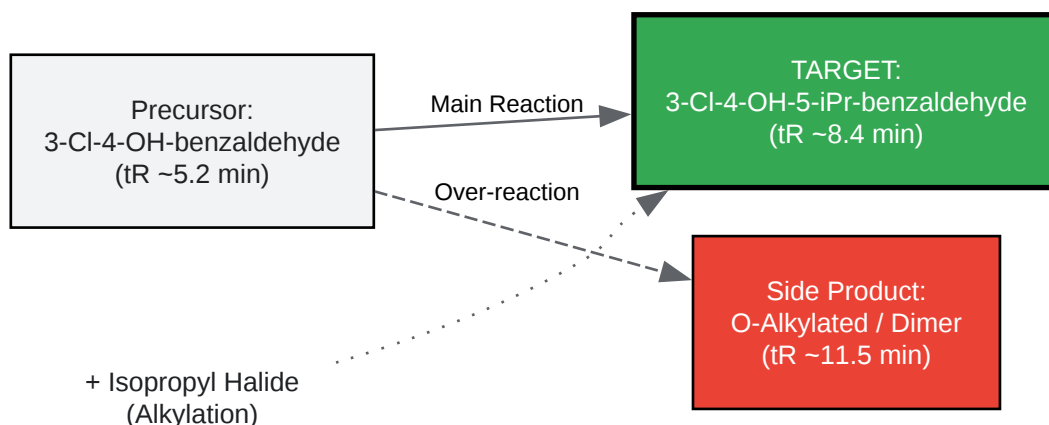 Precursor:
3-Cl-4-OH-benzaldehyde
(tR ~5.2 min)
Main Reaction
TARGET:
3-Cl-4-OH-5-iPr-benzaldehyde
(tR ~8.4 min)
Over-reaction
Side Product:
O-Alkylated / Dimer
(tR ~11.5 min)
+ Isopropyl Halide
(Alkylation)